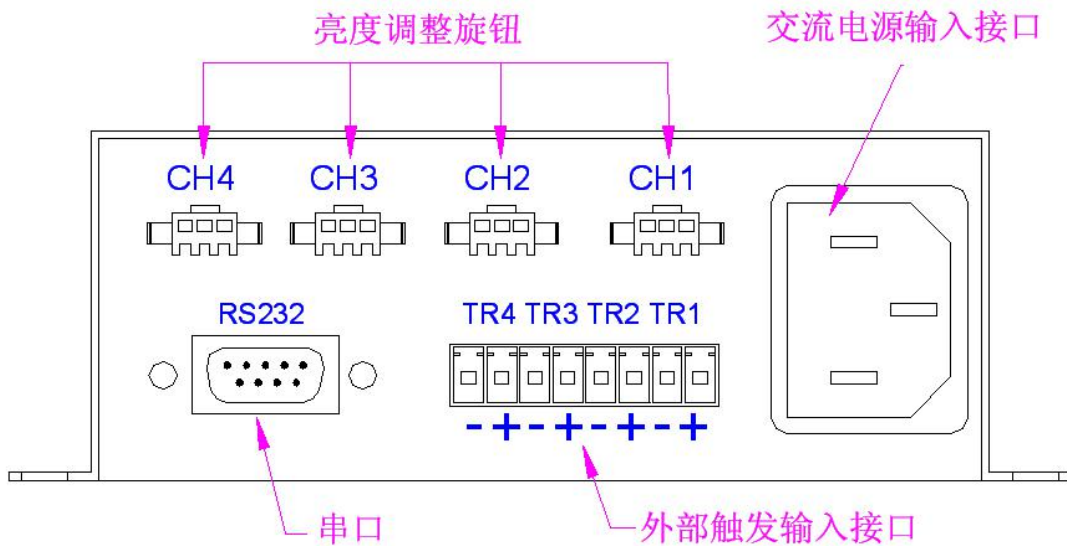 亮度调整旋钮
交流电源输入接口
CH4 CH3 CH2 CH1
RS232
TR4 TR3 TR2 TR1
-+-+-+-+
串口
外部触发输入接口